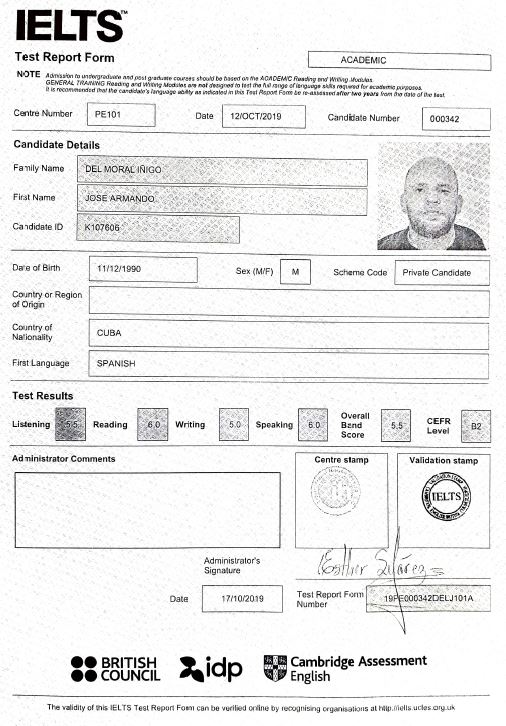 IELTS™
Test Report Form
ACADEMIC
NOTE Admission to undergraduate and post graduate courses should be based on the ACADEMIC Reading and Writing Modules.
GENERAL TRAINING Reading and Writing Modules are not designed to test the full range of language skills required for academic purposes.
It is recommended that the candidate's language ability as indicated in this Test Report Form be re-assessed after two years from the date of the test.
Centre Number PE101 Date 12/OCT/2019 Candidate Number 000342
Candidate Details
Family Name DEL MORAL IÑIGO
First Name JOSE ARMANDO
Candidate ID K107606
Date of Birth 11/12/1990 Sex (M/F) M Scheme Code Private Candidate
Country or Region
of Origin
Country of
Nationality CUBA
First Language SPANISH
Test Results
Listening 5.5 Reading 6.0 Writing 5.0 Speaking 6.0 Overall Band Score 5.5 CEFR Level B2
Administrator Comments
Centre stamp
Validation stamp
IELTS
Administrator's
Signature
Esther Suárez
Date 17/10/2019
Test Report Form
Number 19PE000342DELJ101A
BRITISH
COUNCIL
idp
Cambridge Assessment
English
The validity of this IELTS Test Report Form can be verified online by recognising organisations at http://ielts.ucles.org.uk